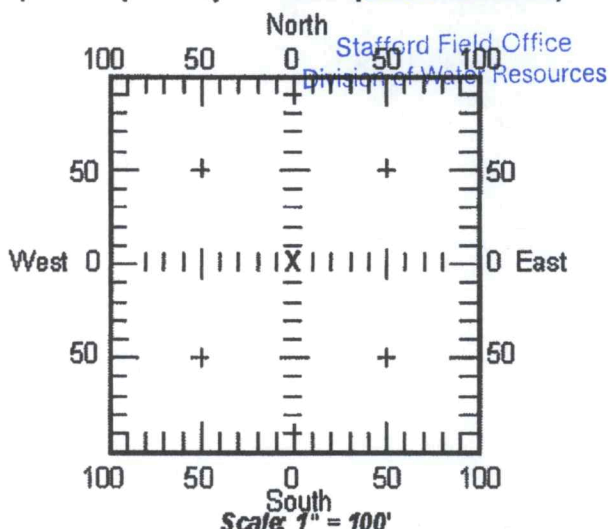 North
Stafford Field Office
100 50 0 50 100
Division of Water Resources
50 50
West 0 X 0 East
50 50
100 50 0 50 100
South
Scale: 1" = 100'